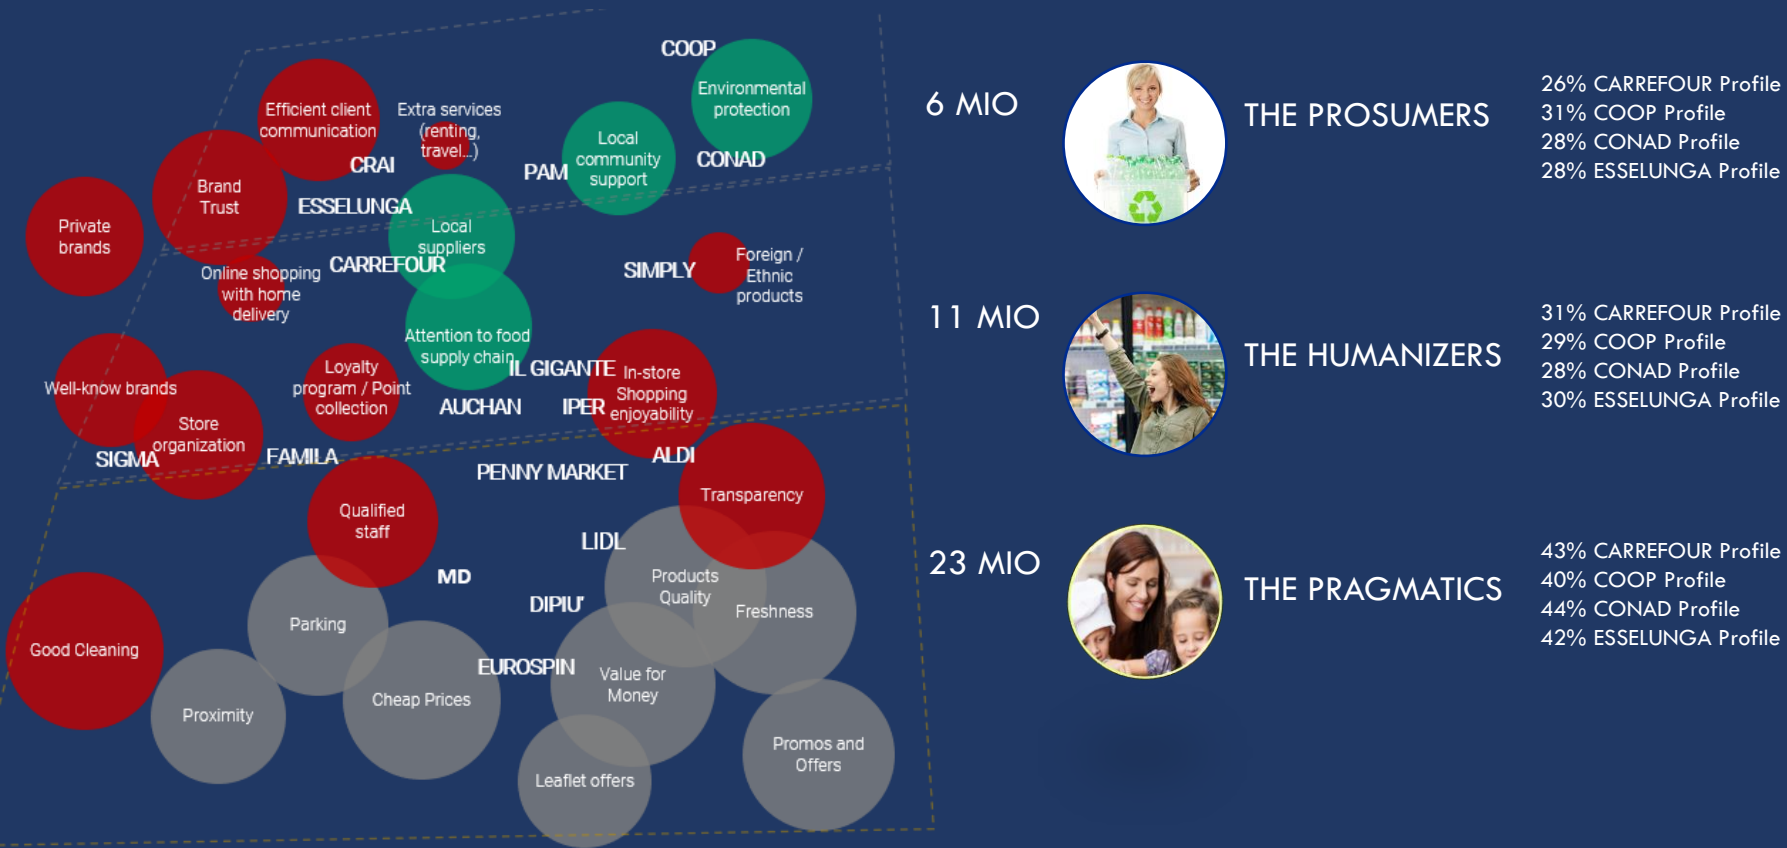 COOP
Environmental
protection
Efficient client
communication
Extra services
(renting,
travel...)
Local
community
support
CRAI
PAM
CONAD
Brand
Trust
ESSELUNGA
Private
brands
Local
suppliers
Online shopping
with home
delivery
CARREFOUR
SIMPLY
Foreign /
Ethnic
products
Attention to food
supply chain
IL GIGANTE
Well-know brands
Loyalty
program / Point
collection
In-store
Shopping
enjoyability
AUCHAN
IPER
Store
organization
SIGMA
FAMILA
PENNY MARKET
ALDI
Transparency
Qualified
staff
LIDL
MD
Products
Quality
DIPIU'
Freshness
Parking
Good Cleaning
EUROSPIN
Value for
Money
Cheap Prices
Proximity
Promos and
Offers
Leaflet offers
6 MIO
THE PROSUMERS
26% CARREFOUR Profile
31% COOP Profile
28% CONAD Profile
28% ESSELUNGA Profile
11 MIO
THE HUMANIZERS
31% CARREFOUR Profile
29% COOP Profile
28% CONAD Profile
30% ESSELUNGA Profile
23 MIO
THE PRAGMATICS
43% CARREFOUR Profile
40% COOP Profile
44% CONAD Profile
42% ESSELUNGA Profile